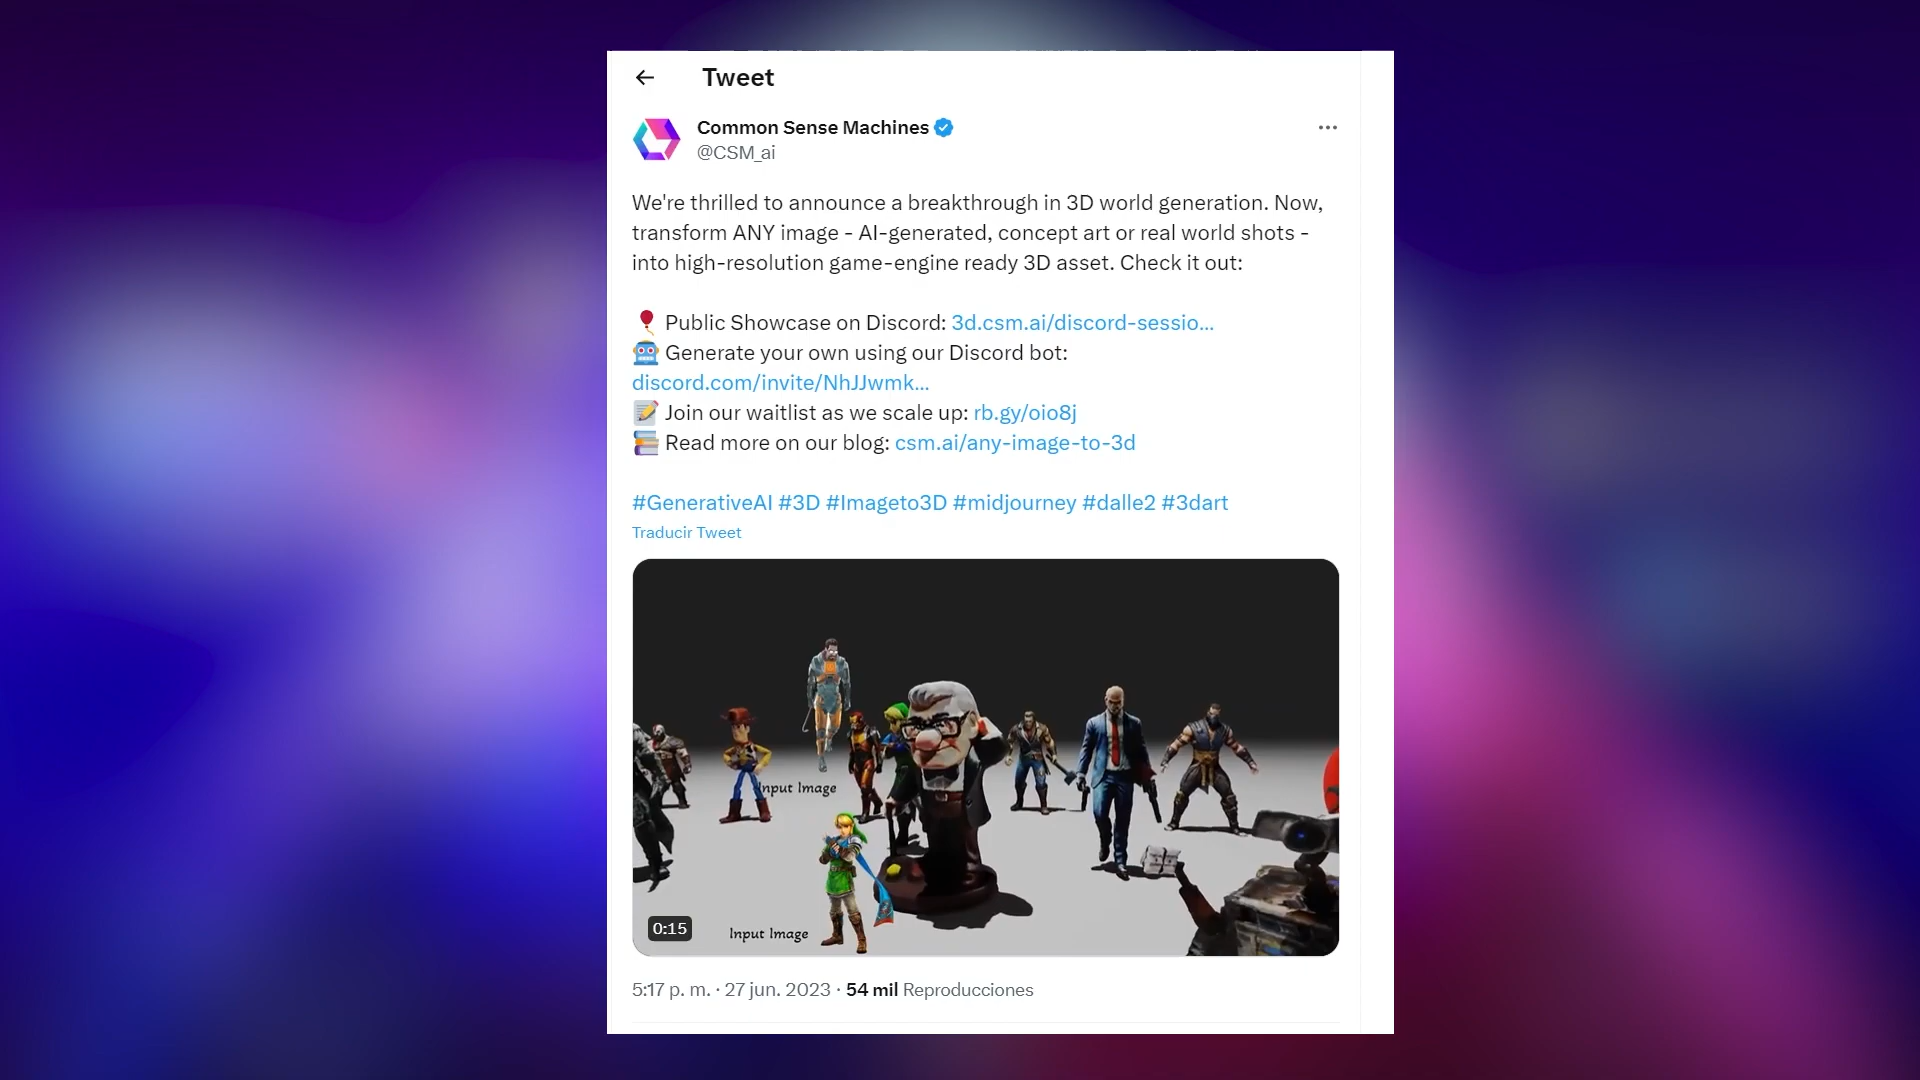 Tweet
Common Sense Machines
@CSM_ai
We're thrilled to announce a breakthrough in 3D world generation. Now,
transform ANY image - AI-generated, concept art or real world shots -
into high-resolution game-engine ready 3D asset. Check it out:
Public Showcase on Discord: 3d.csm.ai/discord-sessio...
Generate your own using our Discord bot:
discord.com/invite/NhJJwmk...
Join our waitlist as we scale up: rb.gy/oio8j
Read more on our blog: csm.ai/any-image-to-3d
#GenerativeAI #3D #Imageto3D #midjourney #dalle2 #3dart
Traducir Tweet
Input Image
Input Image
0:15
5:17 p. m. · 27 jun. 2023 · 54 mil Reproducciones